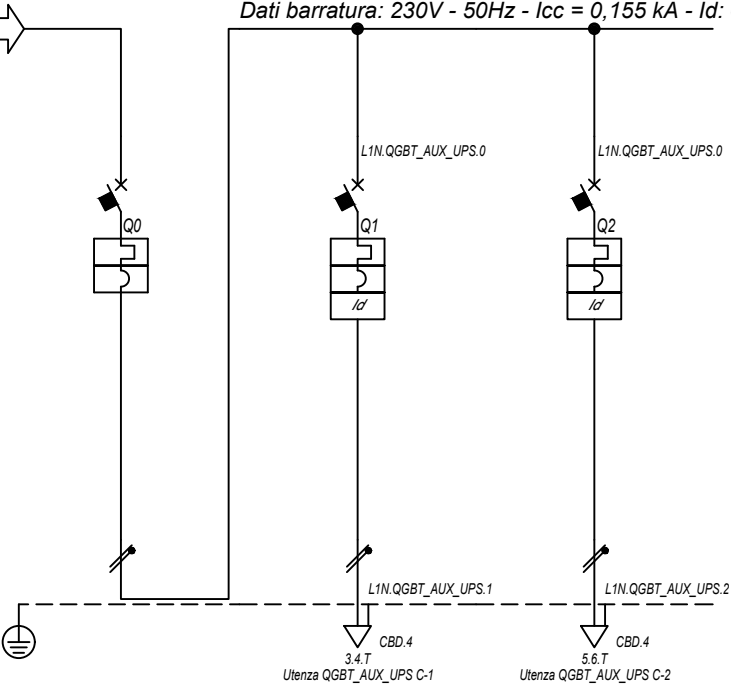 Dati barratura: 230V - 50Hz - Icc = 0,155 kA - Id:
L1N.QGBT_AUX_UPS.0
L1N.QGBT_AUX_UPS.0
Q0
Q1
Q2
Id
Id
L1N.QGBT_AUX_UPS.1
L1N.QGBT_AUX_UPS.2
CBD.4
CBD.4
3.4.T
5.6.T
Utenza QGBT_AUX_UPS C-1
Utenza QGBT_AUX_UPS C-2